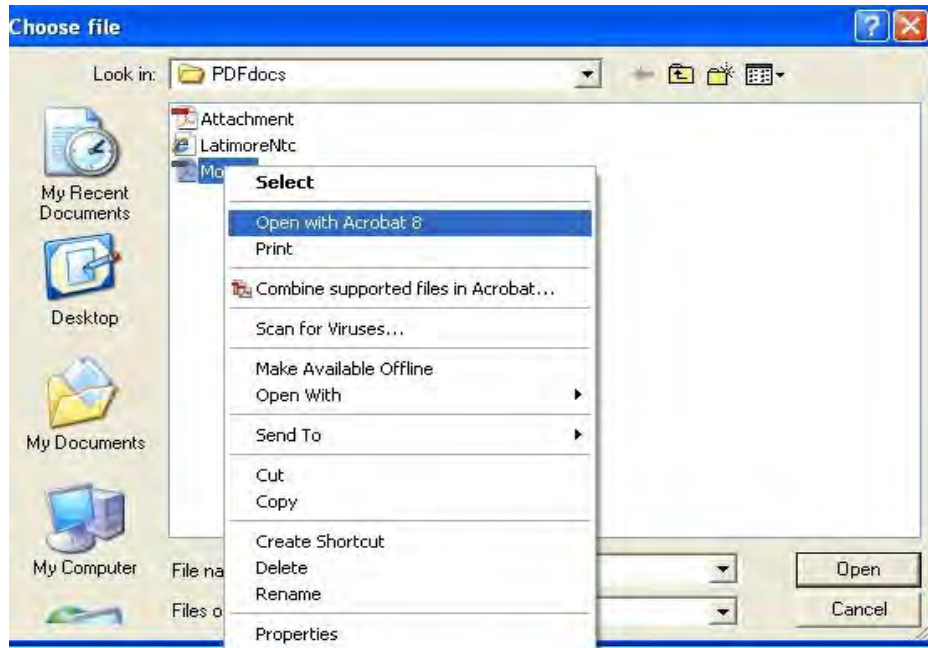 Choose file
Look in: PDFdocs
Attachment
LatimoreNtc
Mo
My Recent
Documents
Desktop
My Documents
My Computer
Select
Open with Acrobat 8
Print
Combine supported files in Acrobat...
Scan for Viruses...
Make Available Offline
Open With
Send To
Cut
Copy
Create Shortcut
Delete
Rename
Properties
File na
Open
Files o
Cancel